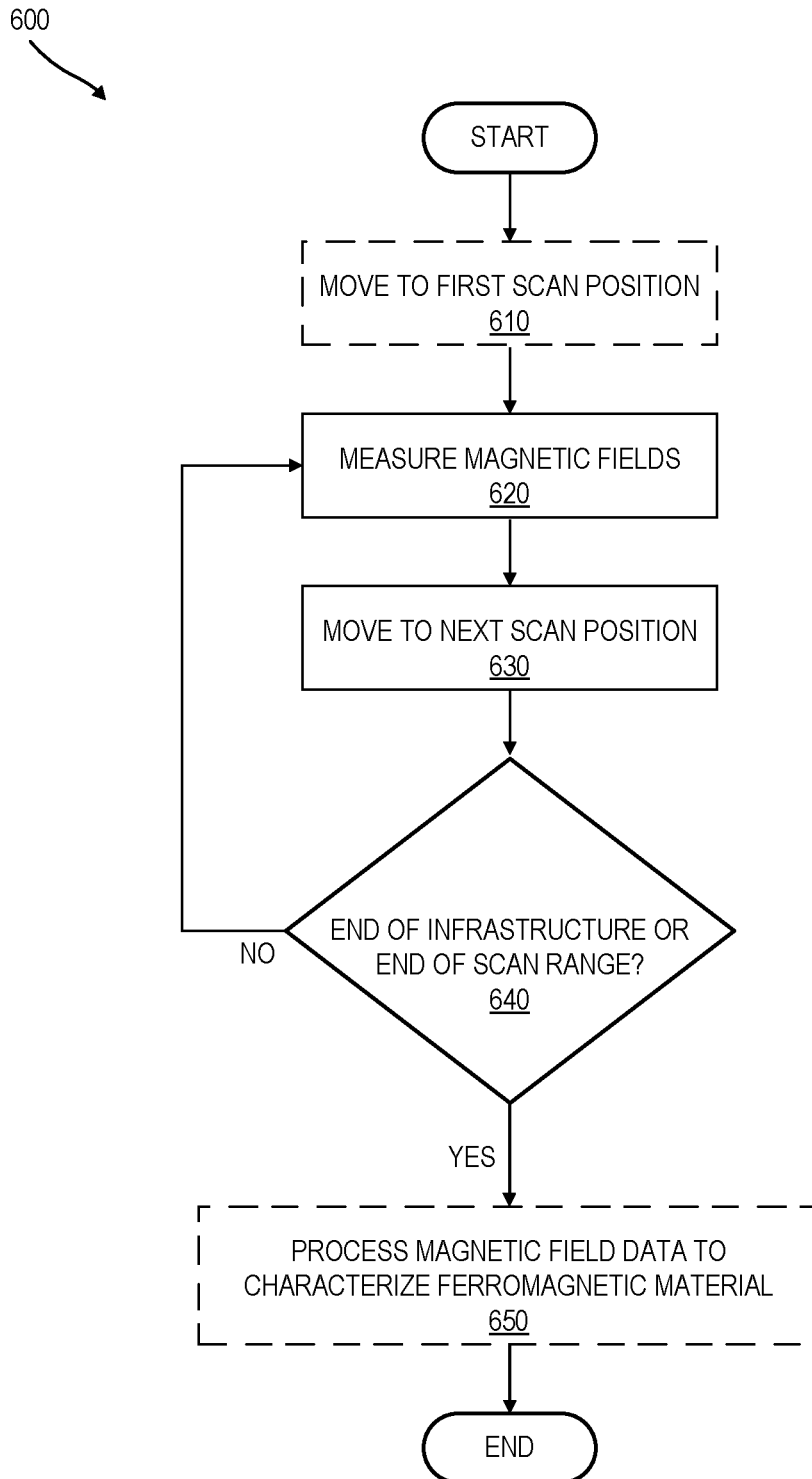 600
START
MOVE TO FIRST SCAN POSITION
610
MEASURE MAGNETIC FIELDS
620
MOVE TO NEXT SCAN POSITION
630
END OF INFRASTRUCTURE OR
END OF SCAN RANGE?
640
NO
YES
PROCESS MAGNETIC FIELD DATA TO
CHARACTERIZE FERROMAGNETIC MATERIAL
650
END